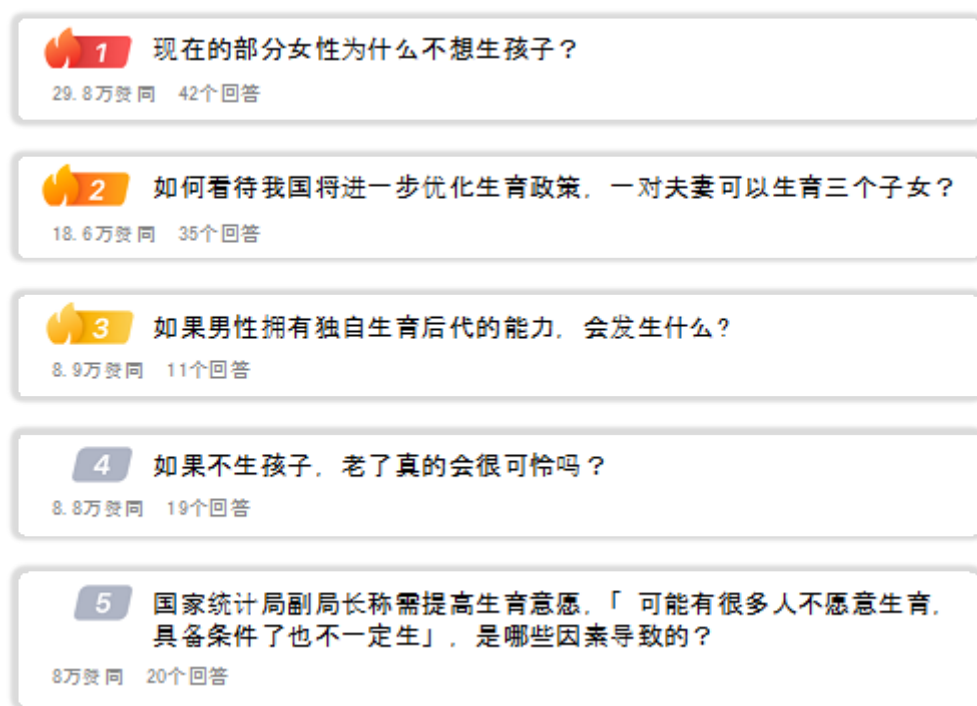 1 现在的部分女性为什么不想生孩子？
29.8万赞同 42个回答
2 如何看待我国将进一步优化生育政策，一对夫妻可以生育三个子女？
18.6万赞同 35个回答
3 如果男性拥有独自生育后代的能力，会发生什么?
8.9万赞同 11个回答
4 如果不生孩子，老了真的会很可怜吗？
8.8万赞同 19个回答
5 国家统计局副局长称需提高生育意愿，「 可能有很多人不愿意生育，
具备条件了也不一定生」，是哪些因素导致的？
8万赞同 20个回答